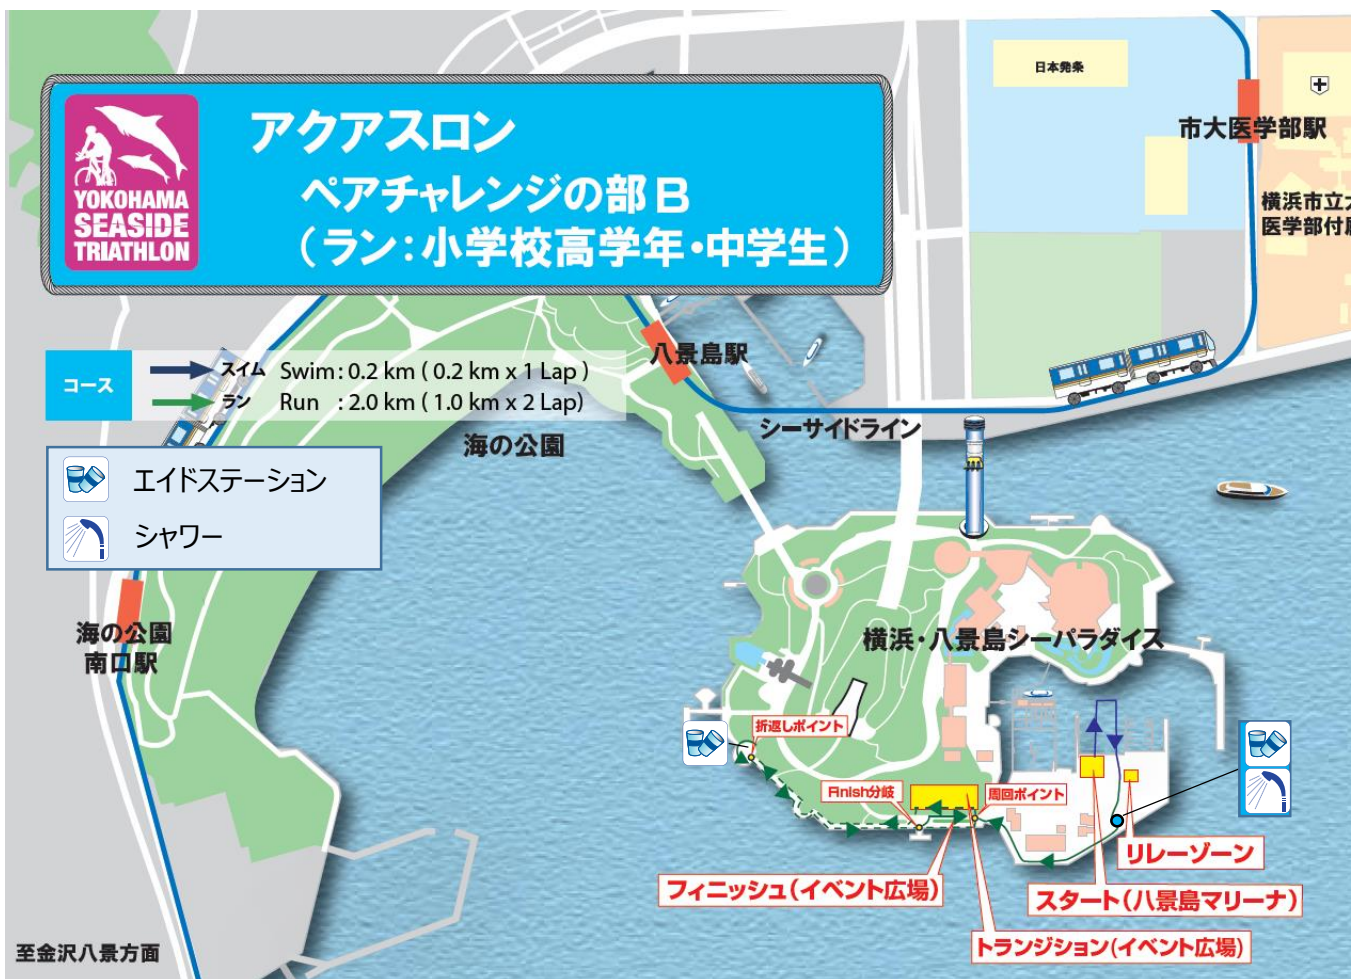 日本発条
市大医学部駅
横浜市立大
医学部付属
YOKOHAMA
SEASIDE
TRIATHLON
アクアスロン
ペアチャレンジの部 B
(ラン:小学校高学年・中学生)
八景島駅
コース
スイム Swim : 0.2 km ( 0.2 km x 1 Lap )
ラン Run : 2.0 km ( 1.0 km x 2 Lap)
シーサイドライン
海の公園
エイドステーション
シャワー
海の公園
南口駅
横浜・八景島シーパラダイス
折返しポイント
Finish分岐
周回ポイント
リレーゾーン
フィニッシュ(イベント広場)
スタート(八景島マリーナ)
トランジション(イベント広場)
至金沢八景方面